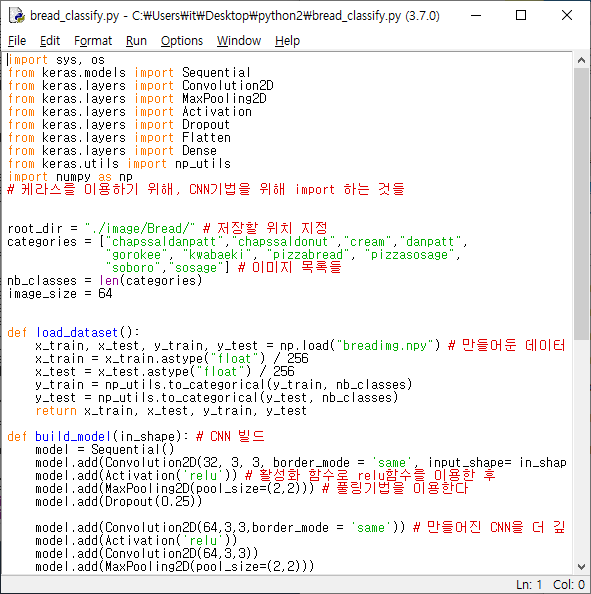 bread_classify.py - C:\Users\it\Desktop\python2\bread_classify.py (3.7.0)
File Edit Format Run Options Window Help
import sys, os
from keras.models import Sequential
from keras.layers import Convolution2D
from keras.layers import MaxPooling2D
from keras.layers import Activation
from keras.layers import Dropout
from keras.layers import Flatten
from keras.layers import Dense
from keras.utils import np_utils
import numpy as np
# 케라스를 이용하기 위해, CNN기법을 위해 import 하는 것들
root_dir = "./image/Bread/" # 저장할 위치 지정
categories = ["chapssaldanpatt","chapssaldonut","cream","danpatt",
"gorokee", "kwabaeki", "pizzabread", "pizzasosage",
"soboro","sosage"] # 이미지 목록들
nb_classes = len(categories)
image_size = 64
def load_dataset():
x_train, x_test, y_train, y_test = np.load("breadimg.npy") # 만들어둔 데이터
x_train = x_train.astype("float") / 256
x_test = x_test.astype("float") / 256
y_train = np_utils.to_categorical(y_train, nb_classes)
y_test = np_utils.to_categorical(y_test, nb_classes)
return x_train, x_test, y_train, y_test
def build_model(in_shape): # CNN 빌드
model = Sequential()
model.add(Convolution2D(32, 3, 3, border_mode = 'same', input_shape= in_shap
model.add(Activation('relu')) # 활성화 함수로 relu함수를 이용한 후
model.add(MaxPooling2D(pool_size=(2,2))) # 풀링기법을 이용한다
model.add(Dropout(0.25))
model.add(Convolution2D(64,3,3,border_mode = 'same')) # 만들어진 CNN을 더 깊
model.add(Activation('relu'))
model.add(Convolution2D(64,3,3))
model.add(MaxPooling2D(pool_size=(2,2)))
Ln: 1 Col: 0